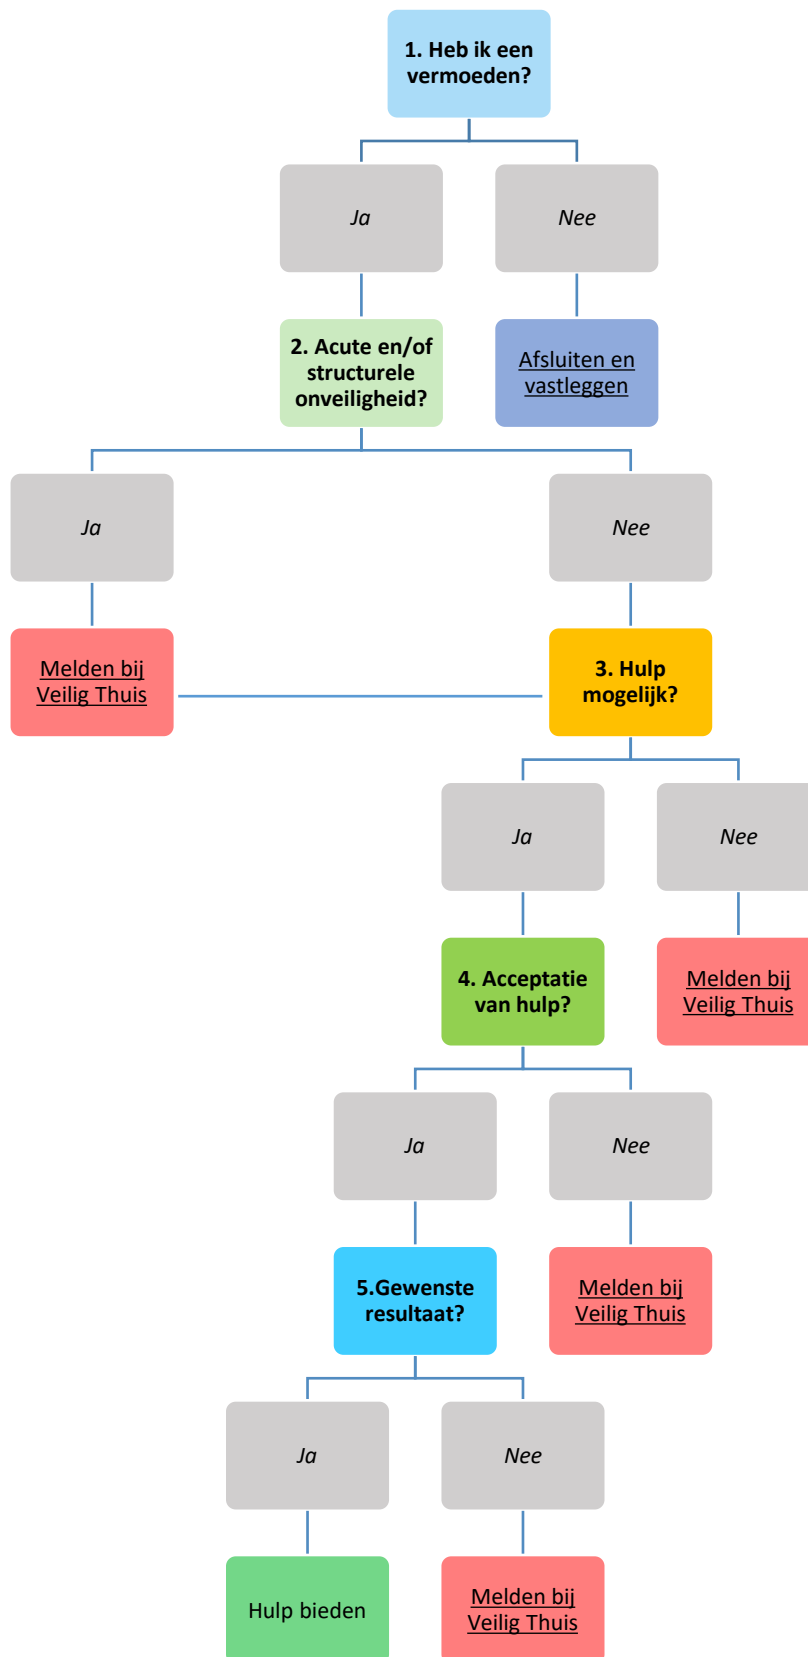 1. Heb ik een
vermoeden?
Ja
Nee
2. Acute en/of
structurele
onveiligheid?
Afsluiten en
vastleggen
Ja
Nee
Melden bij
Veilig Thuis
3. Hulp
mogelijk?
Ja
Nee
4. Acceptatie
van hulp?
Melden bij
Veilig Thuis
Ja
Nee
5.Gewenste
resultaat?
Melden bij
Veilig Thuis
Ja
Nee
Hulp bieden
Melden bij
Veilig Thuis